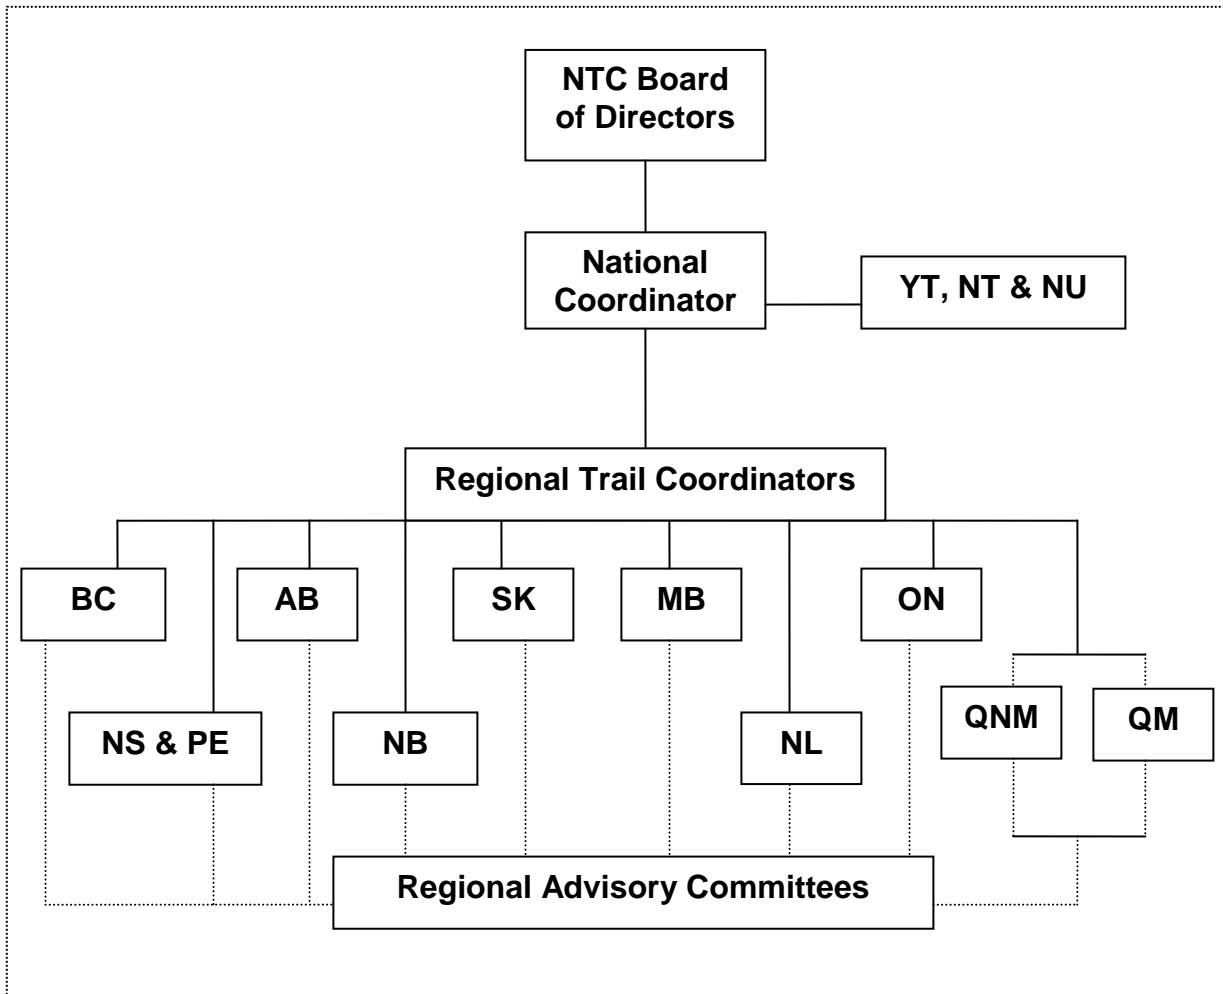 NTC Board
of Directors
National
Coordinator
YT, NT & NU
Regional Trail Coordinators
BC
AB
SK
MB
ON
QNM
QM
NS & PE
NB
NL
Regional Advisory Committees